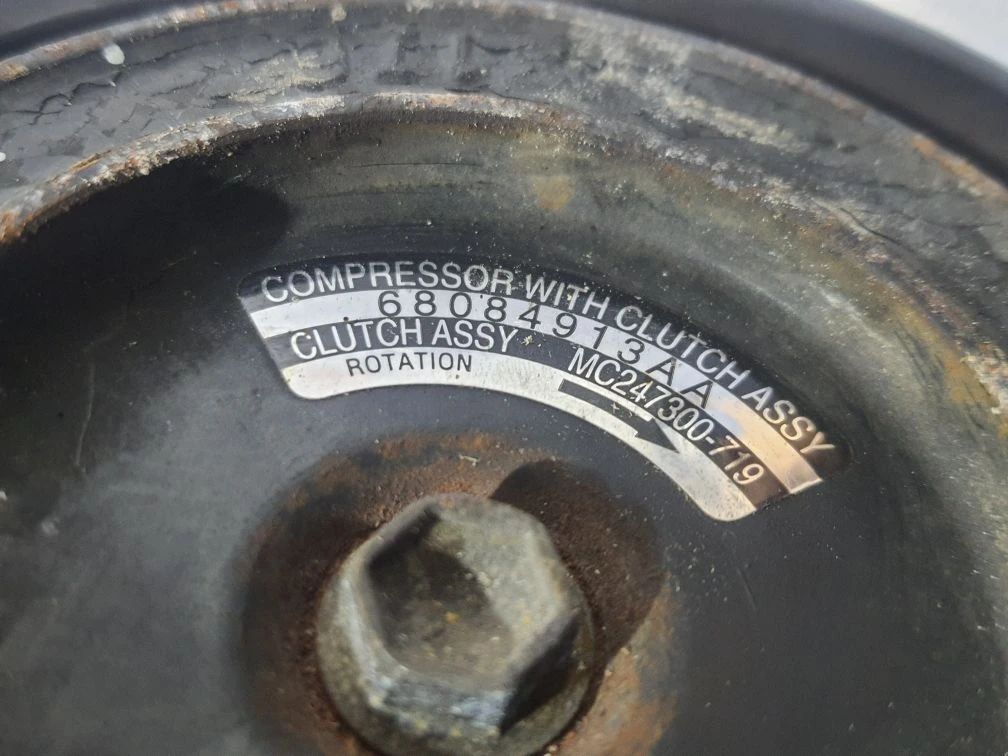 COMPRESSOR WITH CLUTCH ASSY
68084913AA
CLUTCH ASSY MC247300-719
ROTATION